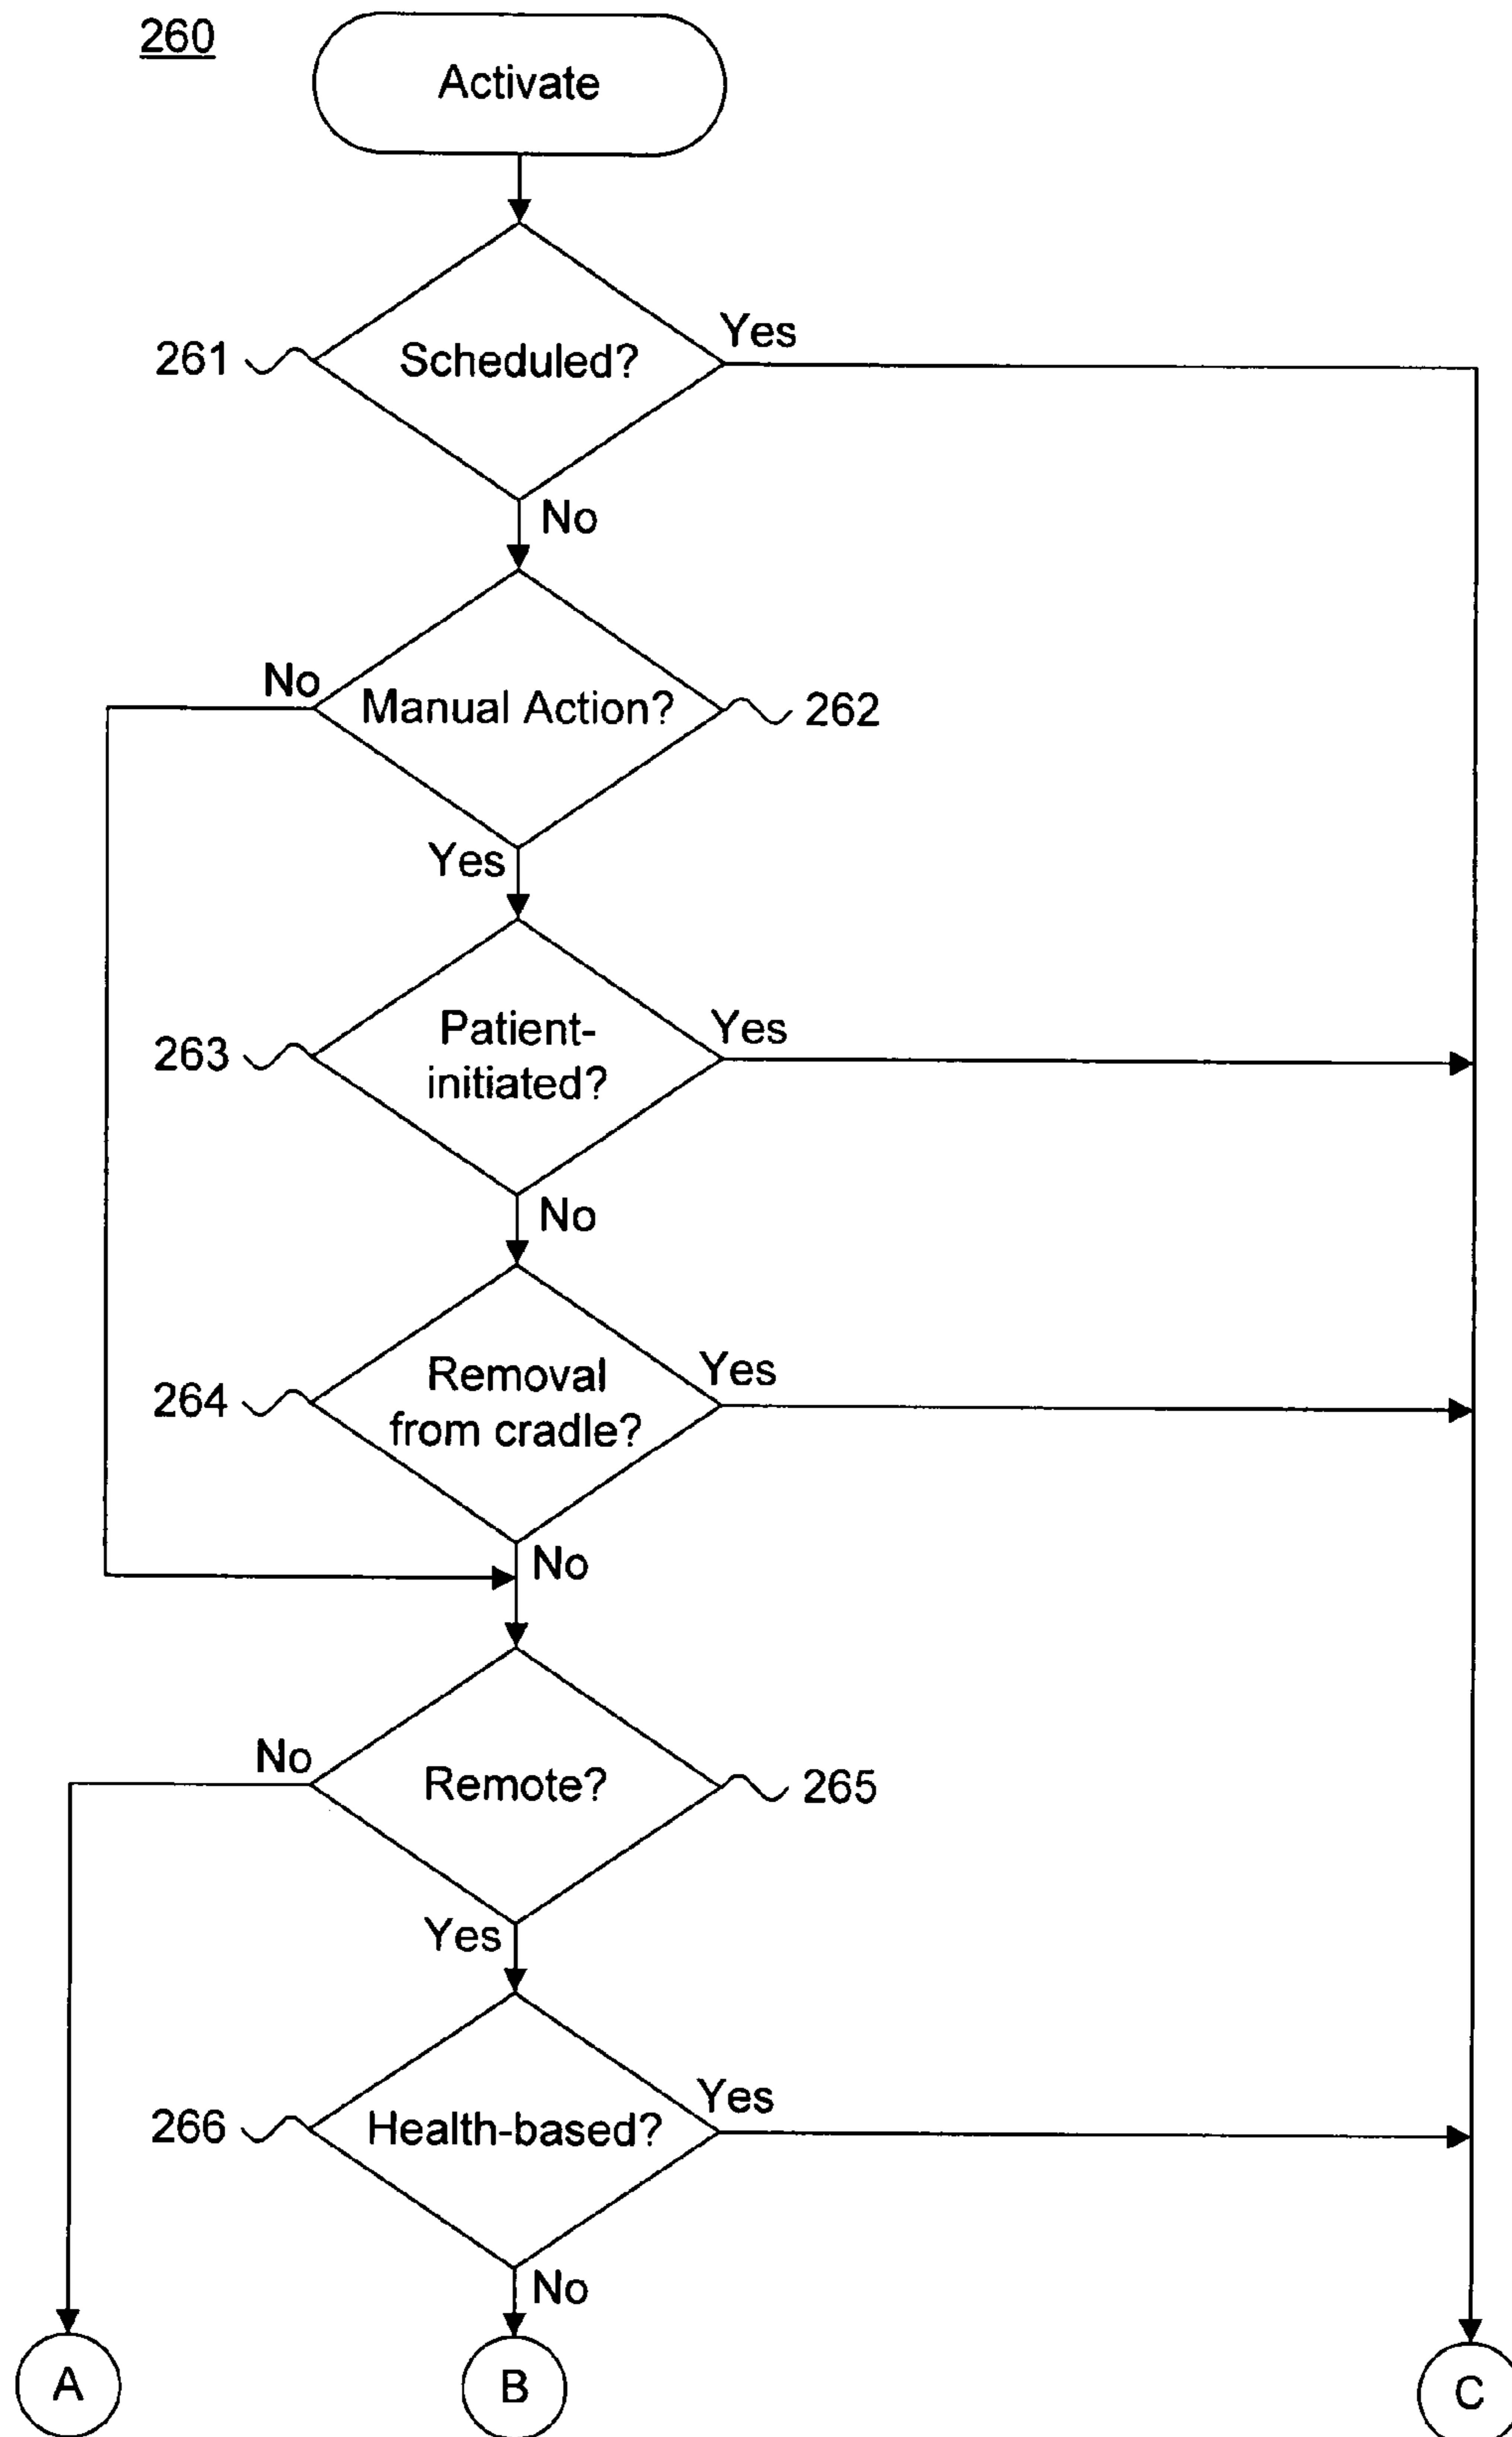 260
Activate
261
Scheduled?
Yes
No
No
Manual Action?
262
Yes
263
Patient-
initiated?
Yes
No
264
Removal
from cradle?
Yes
No
No
Remote?
265
Yes
266
Health-based?
Yes
No
A
B
C